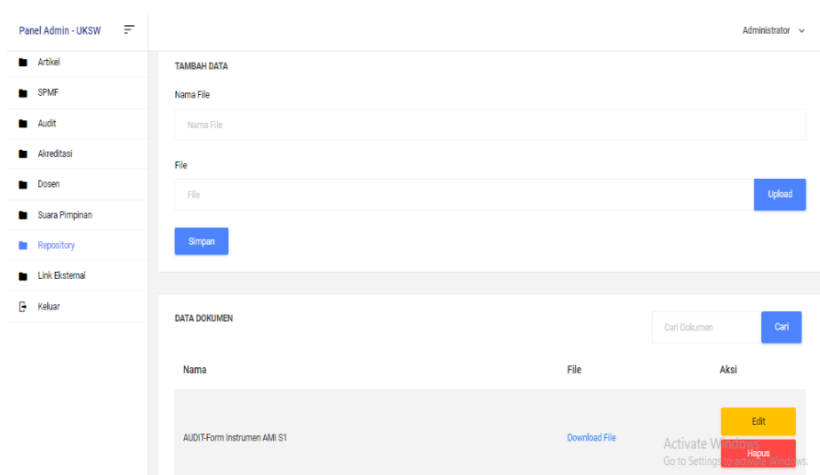 Panel Admin - UKSW
Administrator
Artikel
SPMF
Audit
Akreditasi
Dosen
Suara Pimpinan
Repository
Link Eksternal
Keluar
TAMBAH DATA
Nama File
Nama File
File
File
Upload
Simpan
DATA DOKUMEN
Cari Dokumen
Cari
Nama File Aksi
AUDIT-Form Instrumen AMI S1 Download File
Edit
Hapus
Activate Windows
Go to Settings to activate Windows.